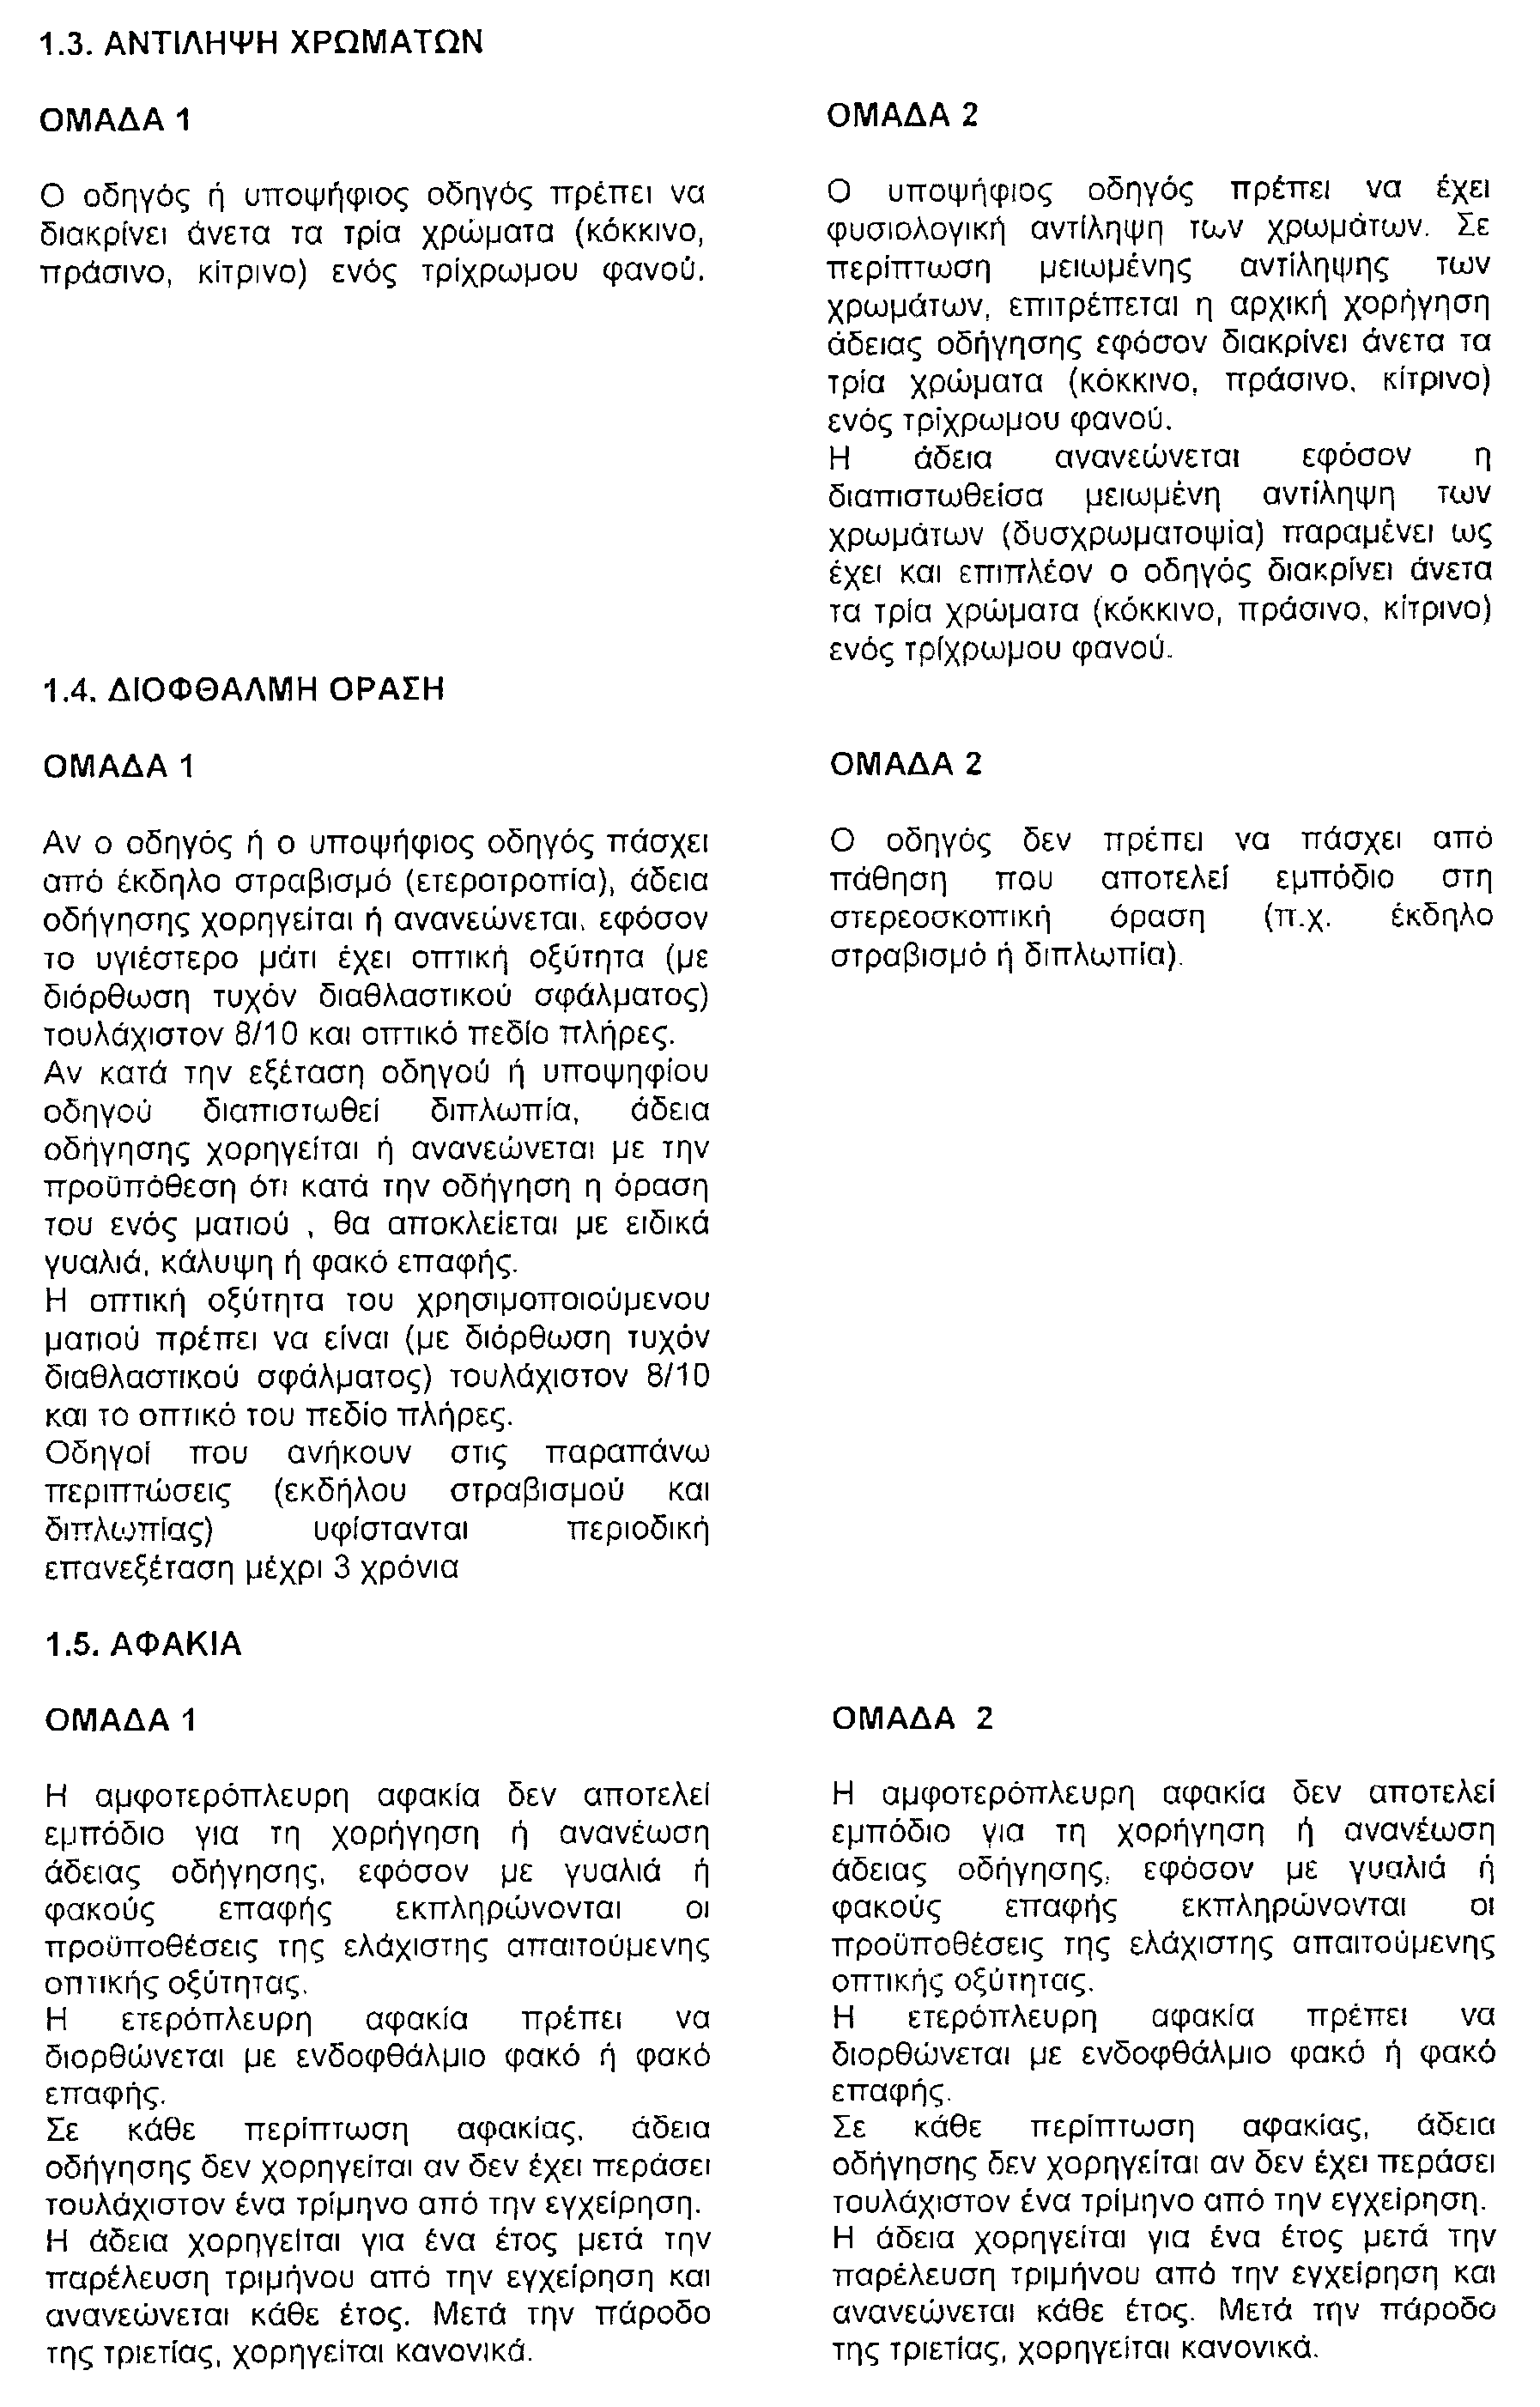 1.3. ΑΝΤΙΛΗΨΗ ΧΡΩΜΑΤΩΝ
ΟΜΑΔΑ 1
Ο οδηγός ή υποψήφιος οδηγός πρέπει να
διακρίνει άνετα τα τρία χρώματα (κόκκινο,
πράσινο, κίτρινο) ενός τρίχρωμου φανού.
ΟΜΑΔΑ 2
Ο υποψήφιος οδηγός πρέπει να έχει
φυσιολογική αντίληψη των χρωμάτων. Σε
περίπτωση μειωμένης αντίληψης των
χρωμάτων, επιτρέπεται η αρχική χορήγηση
άδειας οδήγησης εφόσον διακρίνει άνετα τα
τρία χρώματα (κόκκινο, πράσινο, κίτρινο)
ενός τρίχρωμου φανού.
Η άδεια ανανεώνεται εφόσον η
διαπιστωθείσα μειωμένη αντίληψη των
χρωμάτων (δυσχρωματοψία) παραμένει ως
έχει και επιπλέον ο οδηγός διακρίνει άνετα
τα τρία χρώματα (κόκκινο, πράσινο, κίτρινο)
ενός τρίχρωμου φανού.
1.4. ΔΙΟΦΘΑΛΜΗ ΟΡΑΣΗ
ΟΜΑΔΑ 1
Αν ο οδηγός ή ο υποψήφιος οδηγός πάσχει
από έκδηλο στραβισμό (ετεροτροπία), άδεια
οδήγησης χορηγείται ή ανανεώνεται, εφόσον
το υγιέστερο μάτι έχει οπτική οξύτητα (με
διόρθωση τυχόν διαθλαστικού σφάλματος)
τουλάχιστον 8/10 και οπτικό πεδίο πλήρες.
Αν κατά την εξέταση οδηγού ή υποψηφίου
οδηγού διαπιστωθεί διπλωπία, άδεια
οδήγησης χορηγείται ή ανανεώνεται με την
προϋπόθεση ότι κατά την οδήγηση η όραση
του ενός ματιού , θα αποκλείεται με ειδικά
γυαλιά, κάλυψη ή φακό επαφής.
Η οπτική οξύτητα του χρησιμοποιούμενου
ματιού πρέπει να είναι (με διόρθωση τυχόν
διαθλαστικού σφάλματος) τουλάχιστον 8/10
και το οπτικό του πεδίο πλήρες.
Οδηγοί που ανήκουν στις παραπάνω
περιπτώσεις (εκδήλου στραβισμού και
διπλωπίας) υφίστανται περιοδική
επανεξέταση μέχρι 3 χρόνια
ΟΜΑΔΑ 2
Ο οδηγός δεν πρέπει να πάσχει από
πάθηση που αποτελεί εμπόδιο στη
στερεοσκοπική όραση (π.χ. έκδηλο
στραβισμό ή διπλωπία).
1.5. ΑΦΑΚΙΑ
ΟΜΑΔΑ 1
Η αμφοτερόπλευρη αφακία δεν αποτελεί
εμπόδιο για τη χορήγηση ή ανανέωση
άδειας οδήγησης, εφόσον με γυαλιά ή
φακούς επαφής εκπληρώνονται οι
προϋποθέσεις της ελάχιστης απαιτούμενης
οπτικής οξύτητας.
Η ετερόπλευρη αφακία πρέπει να
διορθώνεται με ενδοφθάλμιο φακό ή φακό
επαφής.
Σε κάθε περίπτωση αφακίας, άδεια
οδήγησης δεν χορηγείται αν δεν έχει περάσει
τουλάχιστον ένα τρίμηνο από την εγχείρηση.
Η άδεια χορηγείται για ένα έτος μετά την
παρέλευση τριμήνου από την εγχείρηση και
ανανεώνεται κάθε έτος. Μετά την πάροδο
της τριετίας, χορηγείται κανονικά.
ΟΜΑΔΑ 2
Η αμφοτερόπλευρη αφακία δεν αποτελεί
εμπόδιο για τη χορήγηση ή ανανέωση
άδειας οδήγησης, εφόσον με γυαλιά ή
φακούς επαφής εκπληρώνονται οι
προϋποθέσεις της ελάχιστης απαιτούμενης
οπτικής οξύτητας.
Η ετερόπλευρη αφακία πρέπει να
διορθώνεται με ενδοφθάλμιο φακό ή φακό
επαφής.
Σε κάθε περίπτωση αφακίας, άδεια
οδήγησης δεν χορηγείται αν δεν έχει περάσει
τουλάχιστον ένα τρίμηνο από την εγχείρηση.
Η άδεια χορηγείται για ένα έτος μετά την
παρέλευση τριμήνου από την εγχείρηση και
ανανεώνεται κάθε έτος. Μετά την πάροδο
της τριετίας, χορηγείται κανονικά.